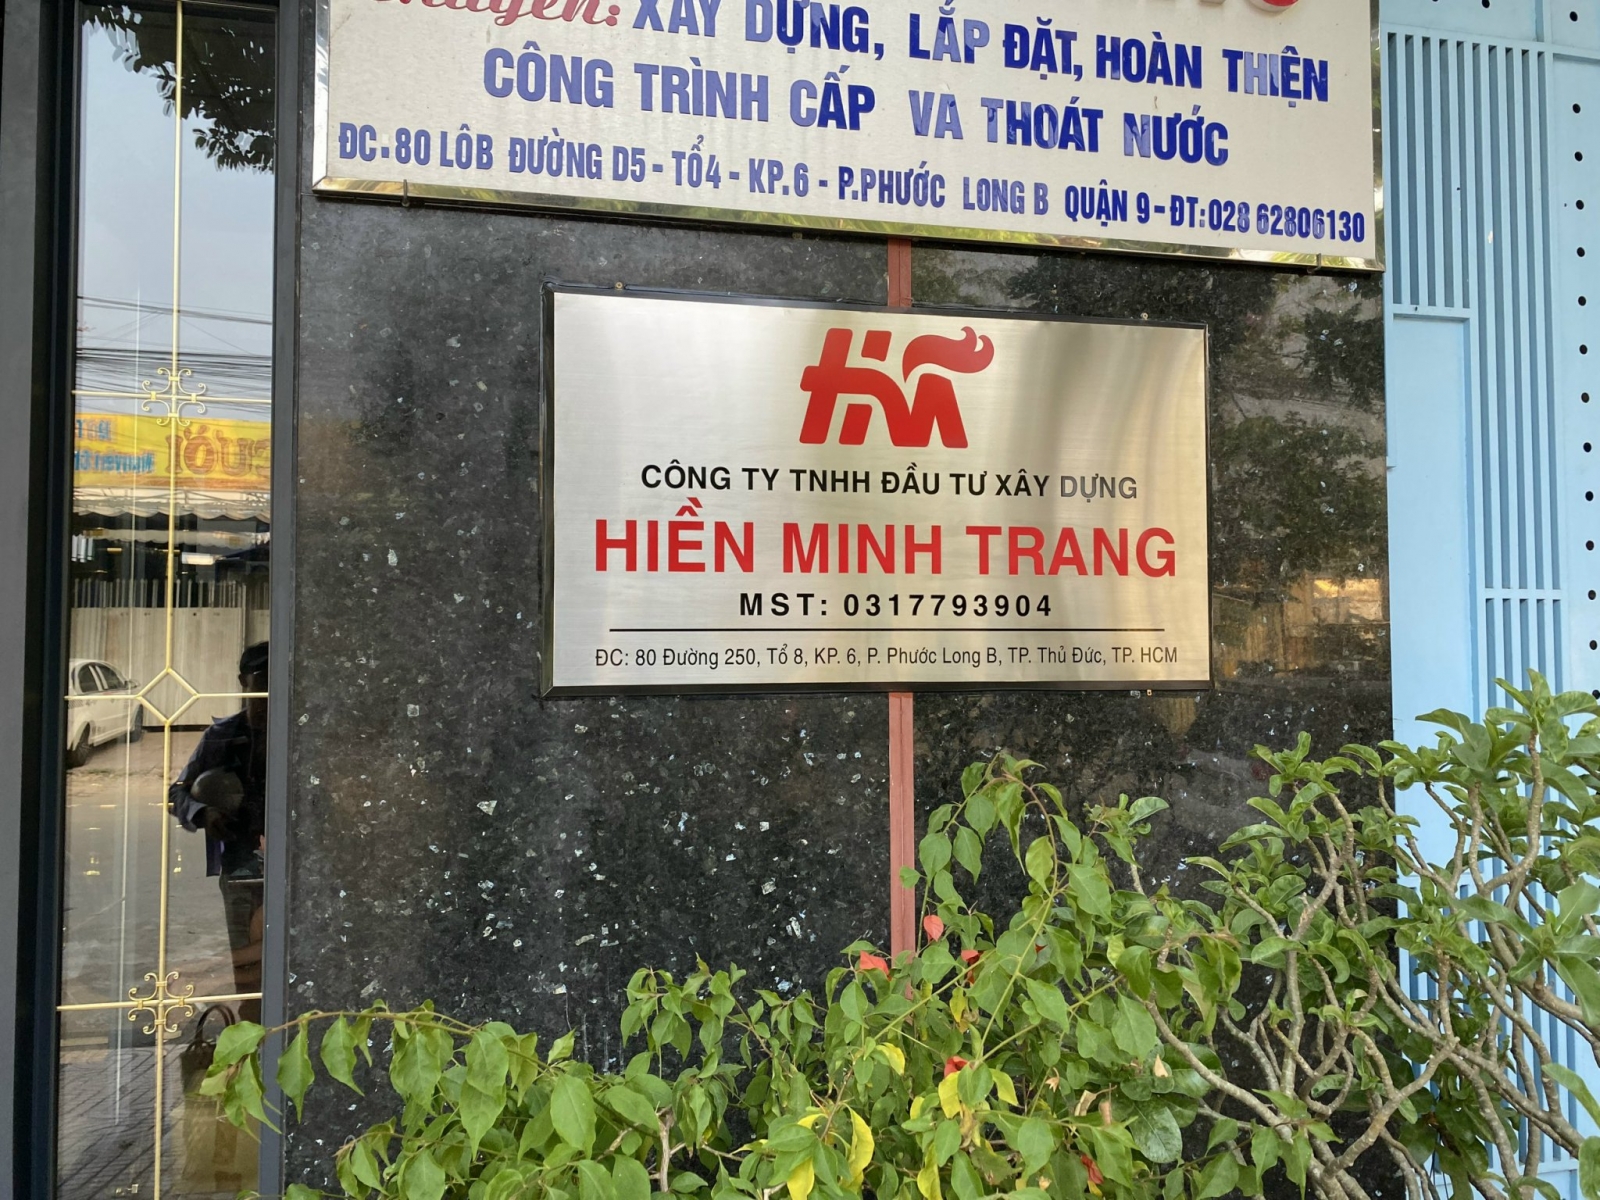 Chuyên: XÂY DỰNG, LẮP ĐẶT, HOÀN THIỆN
CÔNG TRÌNH CẤP VA THOÁT NƯỚC
ĐC: 80 LÔB ĐƯỜNG D5 - TỔ4 - KP.6 - P.PHƯỚC LONG B QUẬN 9 - ĐT: 028 62806130
HM
CÔNG TY TNHH ĐẦU TƯ XÂY DỰNG
HIỀN MINH TRANG
MST: 0317793904
ĐC: 80 Đường 250, Tổ 8, KP. 6, P. Phước Long B, TP. Thủ Đức, TP. HCM